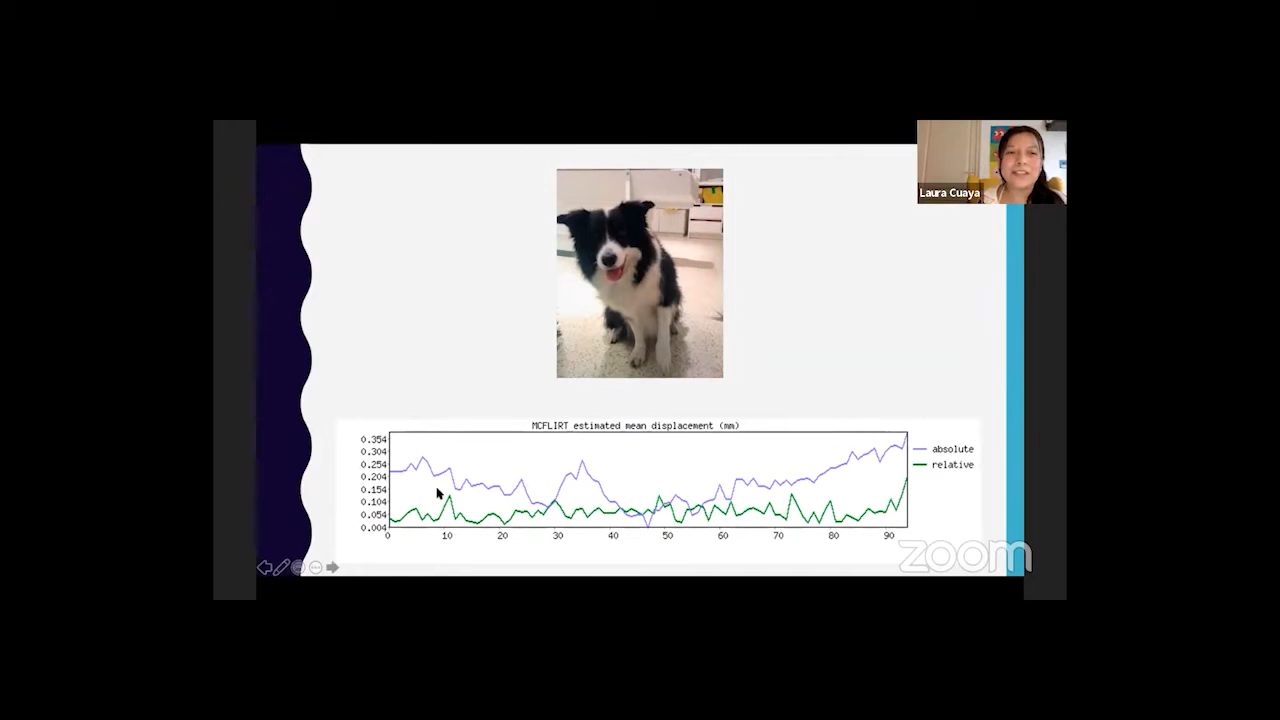 Laura Cuaya
MCFLIRT estimated mean displacement (mm)
0.354
0.304
0.254
0.204
0.154
0.104
0.054
0.004
0 10 20 30 40 50 60 70 80 90
absolute
relative
zoom